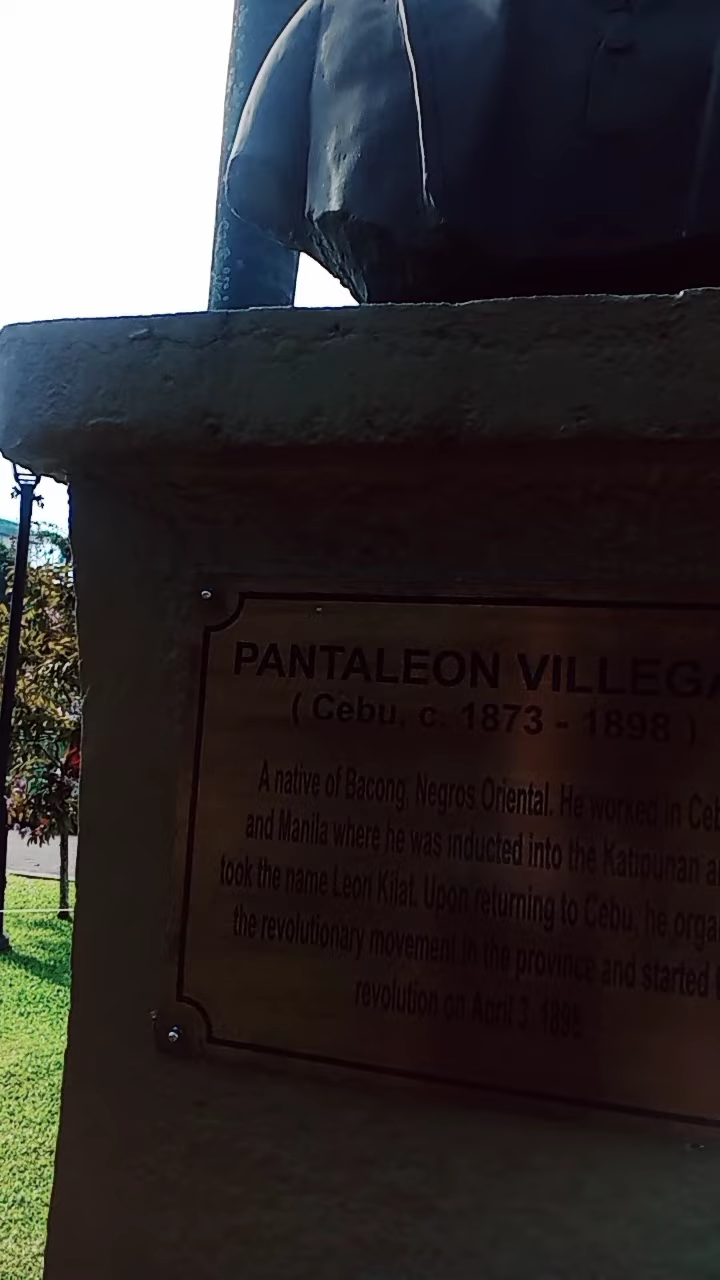 PANTALEON VILLEGA
( Cebu, c. 1873 - 1898 )
A native of Bacong, Negros Oriental. He worked in Ce
and Manila where he was inducted into the Katipunan a
took the name Leon Kilat. Upon returning to Cebu, he orga
the revolutionary movement in the province and started
revolution on April 3, 1898